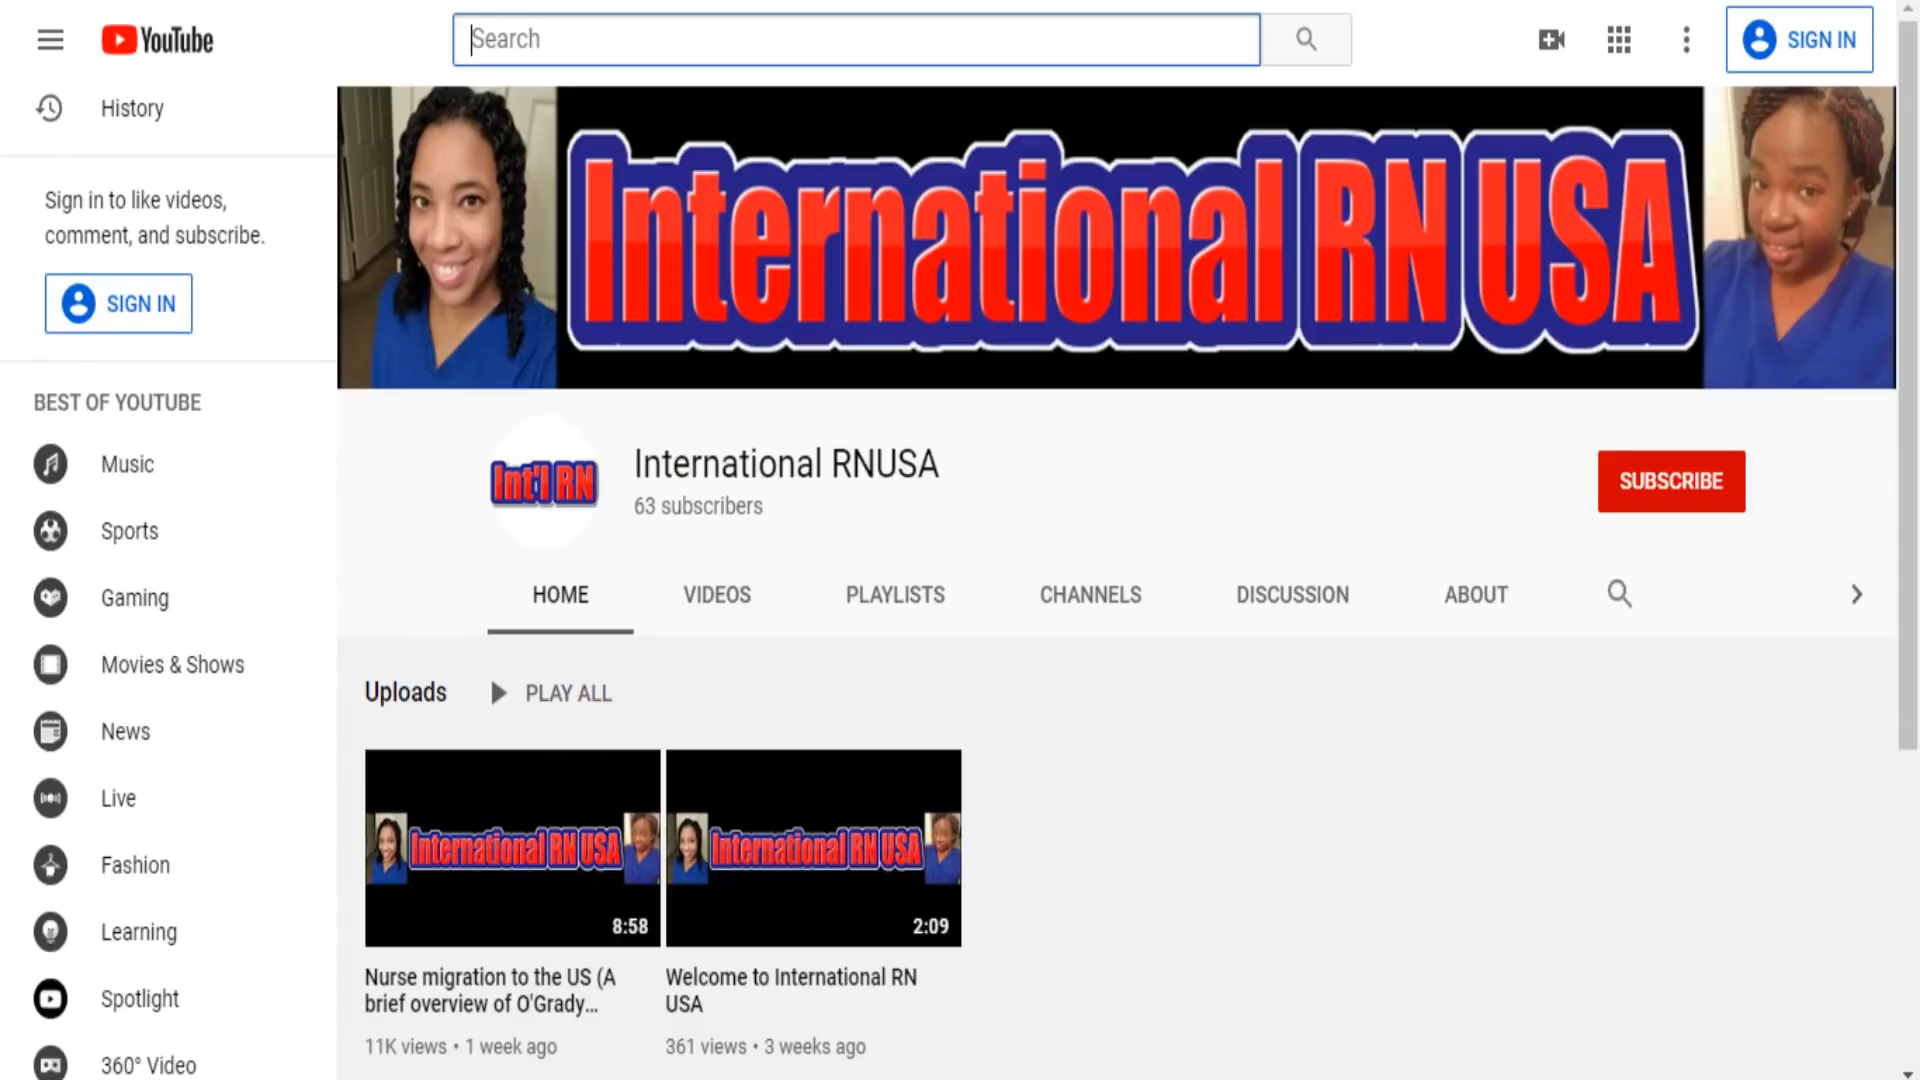 YouTube
Search
SIGN IN
History
Sign in to like videos,
comment, and subscribe.
SIGN IN
BEST OF YOUTUBE
Music
Sports
Gaming
Movies & Shows
News
Live
Fashion
Learning
Spotlight
360° Video
International RN USA
Int'l RN
International RNUSA
63 subscribers
SUBSCRIBE
HOME
VIDEOS
PLAYLISTS
CHANNELS
DISCUSSION
ABOUT
Uploads
PLAY ALL
International RN USA
8:58
International RN USA
2:09
Nurse migration to the US (A
brief overview of O'Grady...
11K views • 1 week ago
Welcome to International RN
USA
361 views • 3 weeks ago